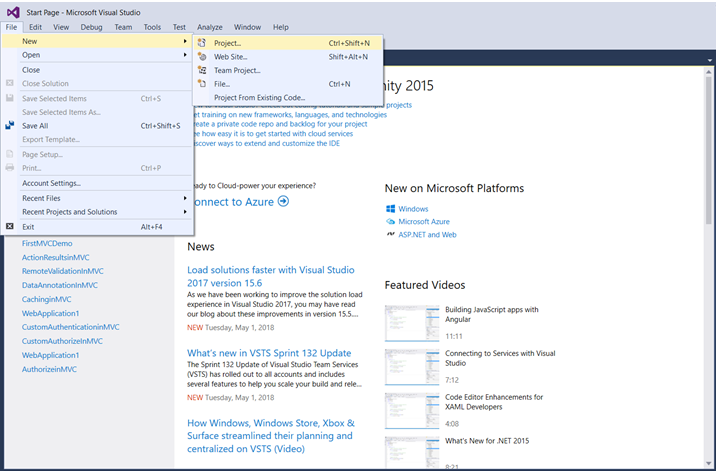 Start Page - Microsoft Visual Studio
File Edit View Debug Team Tools Test Analyze Window Help
New
Open
Close
Close Solution
Save Selected Items Ctrl+S
Save Selected Items As...
Save All Ctrl+Shift+S
Export Template...
Page Setup...
Print... Ctrl+P
Account Settings...
Recent Files
Recent Projects and Solutions
Exit Alt+F4
Project... Ctrl+Shift+N
Web Site... Shift+Alt+N
Team Project...
File... Ctrl+N
Project From Existing Code...
nity 2015
projects
et training on new frameworks, languages, and technologies
eate a private code repo and backlog for your project
e how easy it is to get started with cloud services
scover ways to extend and customize the IDE
eady to Cloud-power your experience?
onnect to Azure
FirstMVCDemo
ActionResultsinMVC
RemoteValidationInMVC
DataAnnotationInMVC
CachinginMVC
WebApplication1
CustomAuthenticationinMVC
CustomAuthorizeInMVC
WebApplication1
AuthorizeinMVC
News
Load solutions faster with Visual Studio
2017 version 15.6
As we have been working to improve the solution load
experience in Visual Studio 2017, you may have read
our blog about these improvements in version 15.5....
NEW Tuesday, May 1, 2018
What's new in VSTS Sprint 132 Update
The Sprint 132 Update of Visual Studio Team Services
(VSTS) has rolled out to all accounts and includes
several features to help you scale your build and rele...
NEW Tuesday, May 1, 2018
How Windows, Windows Store, Xbox &
Surface streamlined their planning and
centralized on VSTS (Video)
New on Microsoft Platforms
Windows
Microsoft Azure
ASP.NET and Web
Featured Videos
Building JavaScript apps with
Angular
11:11
Connecting to Services with Visual
Studio
7:12
Code Editor Enhancements for
XAML Developers
4:08
What's New for .NET 2015
8:21